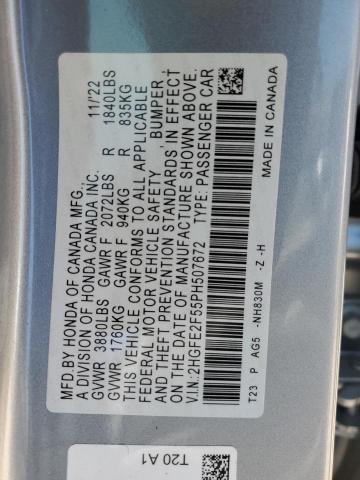 MFD.BY HONDA OF CANADA MFG.,
A DIVISION OF HONDA CANADA INC. 11/'22
GVWR 3880LBS GAWR F 2072LBS R 1840LBS
GVWR 1760KG GAWR F 940KG R 835KG
THIS VEHICLE CONFORMS TO ALL APPLICABLE
FEDERAL MOTOR VEHICLE SAFETY , BUMPER ,
AND THEFT PREVENTION STANDARDS IN EFFECT
ON THE DATE OF MANUFACTURE SHOWN ABOVE.
V.I.N.:2HGFE2F55PH507672 TYPE: PASSENGER CAR
T23 P AG5 -NH830M -Z -H MADE IN CANADA
T20 A1